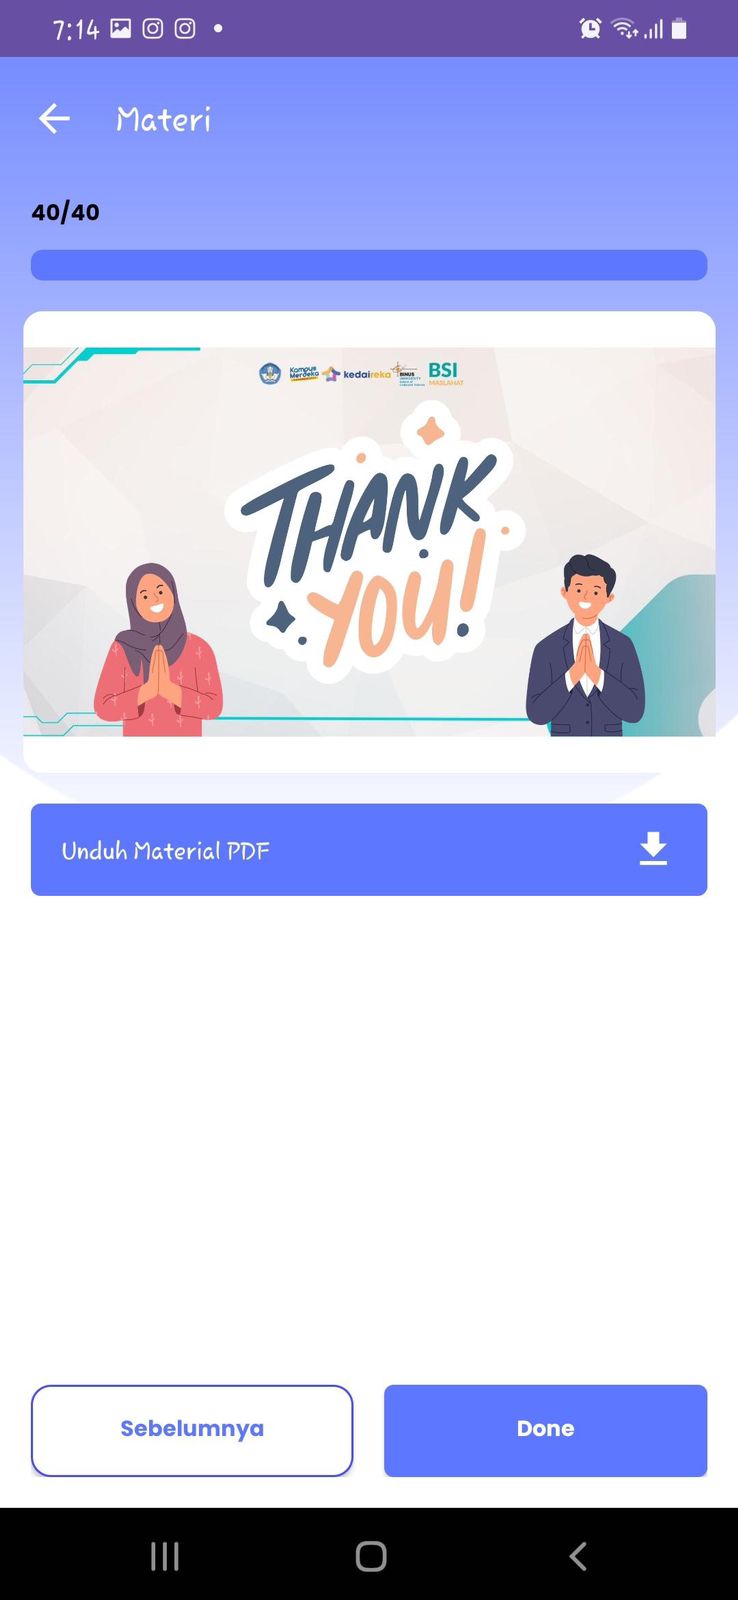 7:14
Materi
40/40
Kampus
Merdeka
kedaireka
BINUS
UNIVERSITY
BSI
MASLAHAT
THANK
YOU!
Unduh Material PDF
Sebelumnya
Done